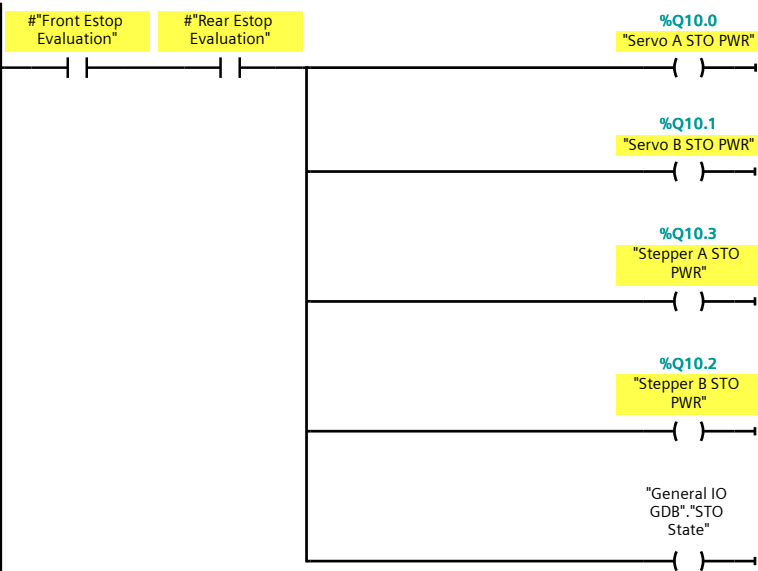 #"Front Estop
Evaluation"
#"Rear Estop
Evaluation"
%Q10.0
"Servo A STO PWR"
%Q10.1
"Servo B STO PWR"
%Q10.3
"Stepper A STO
PWR"
%Q10.2
"Stepper B STO
PWR"
"General IO
GDB"."STO
State"